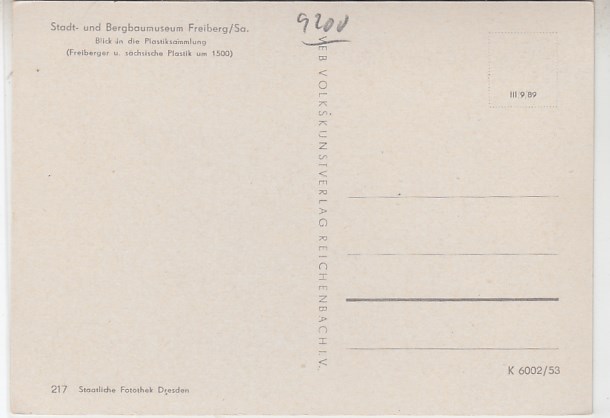 Stadt- und Bergbaumuseum Freiberg/Sa.
Blick in die Plastiksammlung
(Freiberger u. sächsische Plastik um 1500)
9200
VEB VOLKSKUNSTVERLAG REICHENBACH I.V.
III/9/89
K 6002/53
217 Staatliche Fotothek Dresden